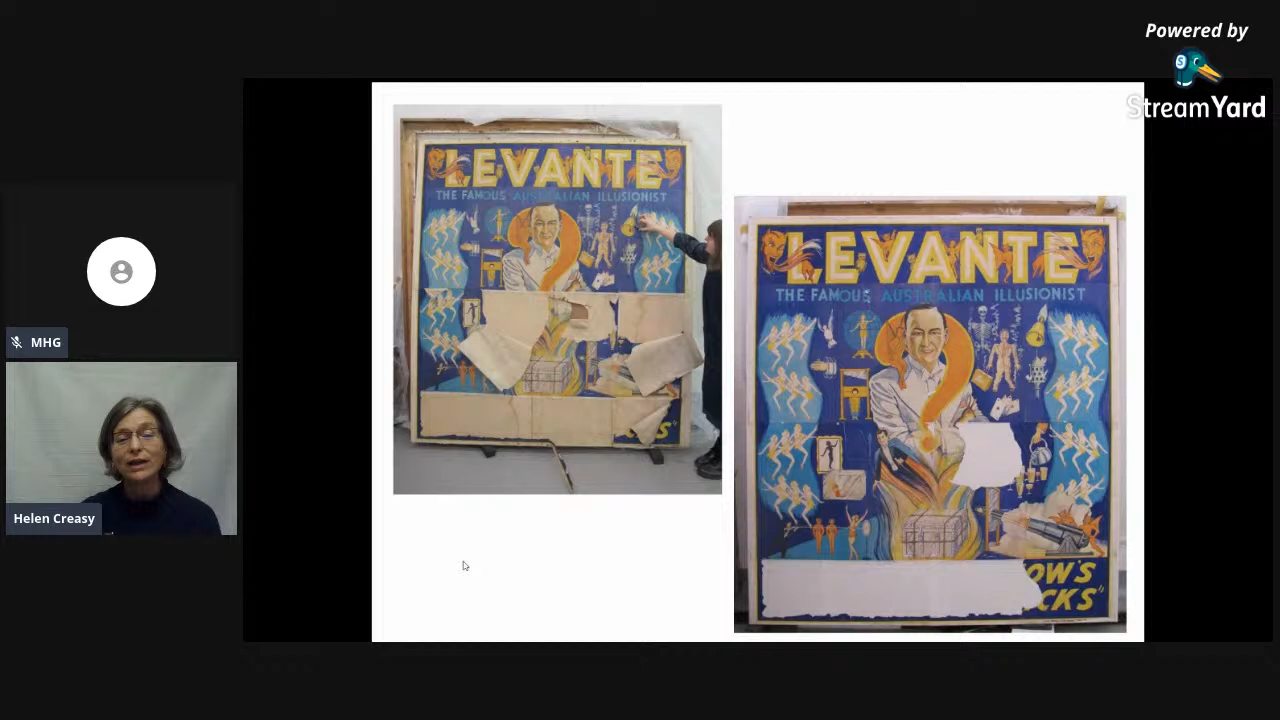 Powered by
StreamYard
MHG
Helen Creasy
LEVANTE
THE FAMOUS AUSTRALIAN ILLUSIONIST
LEVANTE
THE FAMOUS AUSTRALIAN ILLUSIONIST
OW'S
CKS"